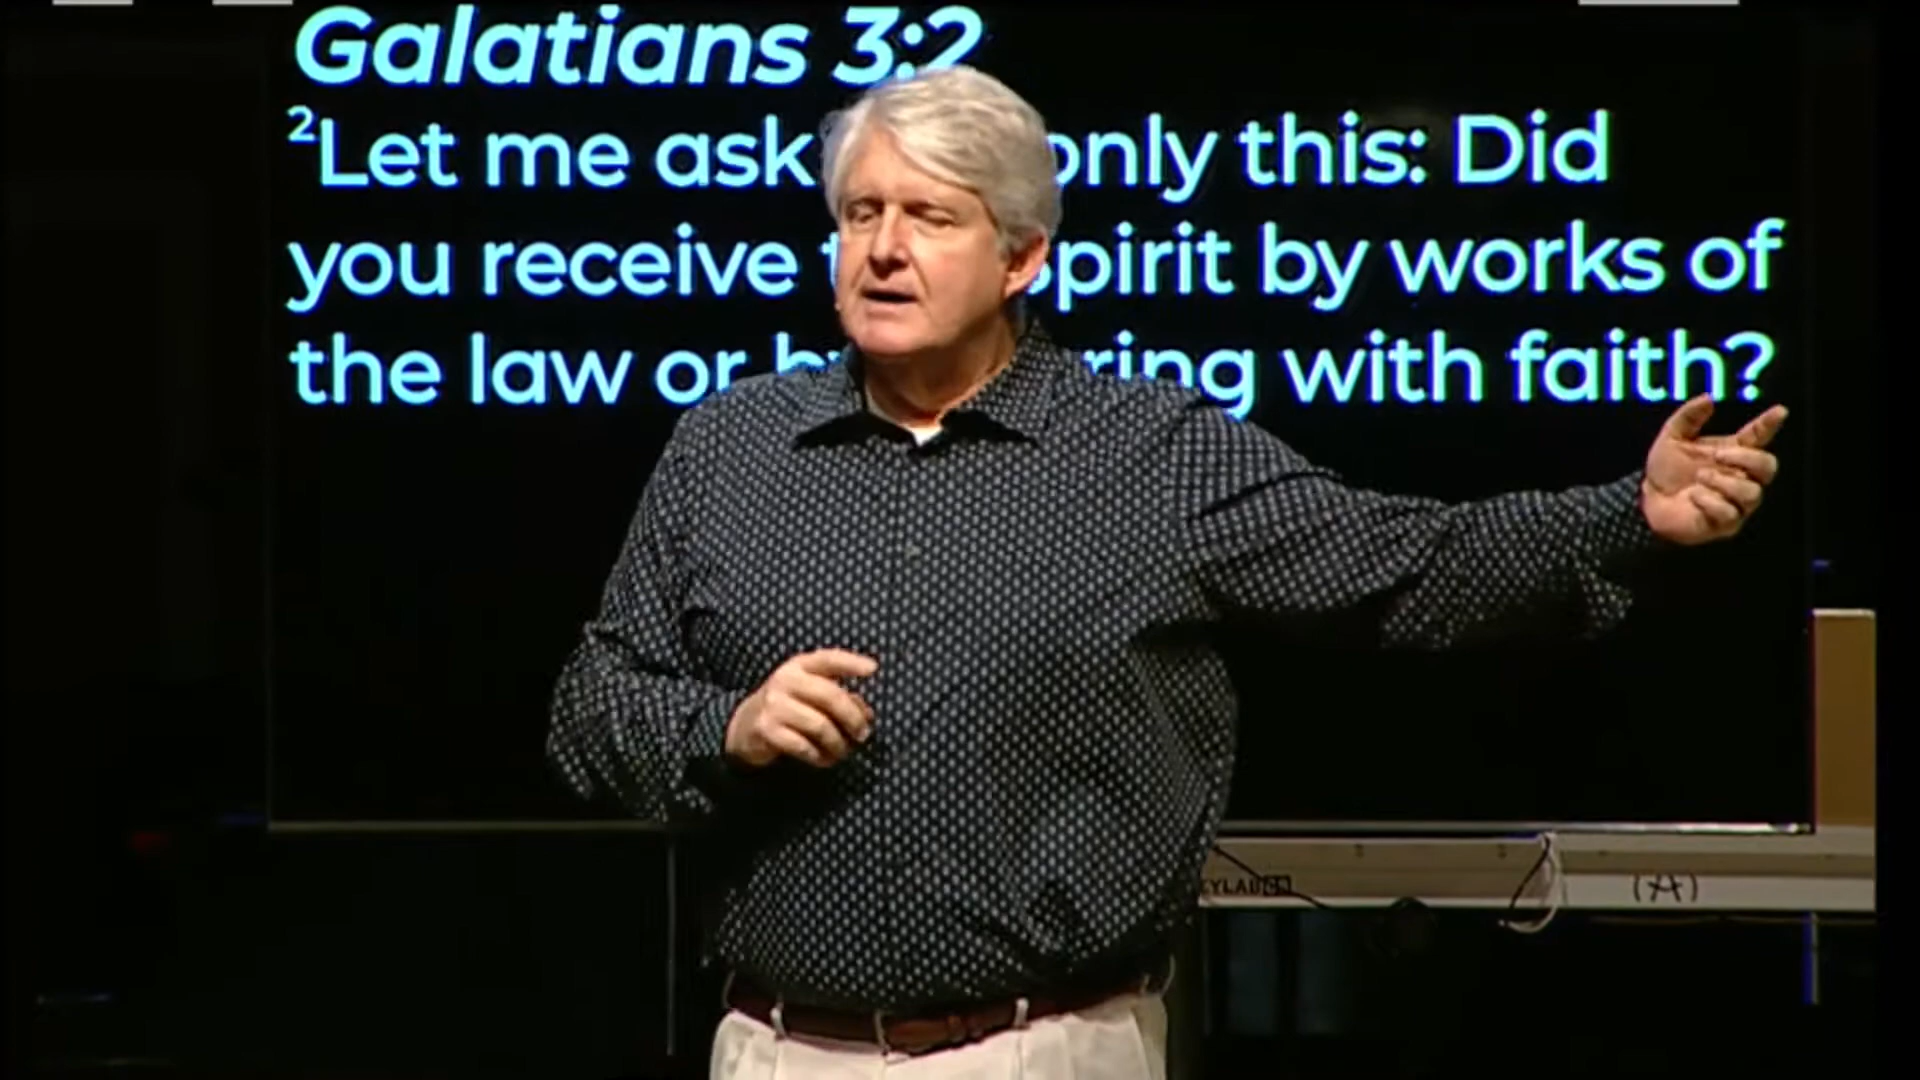 Galatians 3:2
2Let me ask only this: Did
you receive Spirit by works of
the law or with faith?
(A)